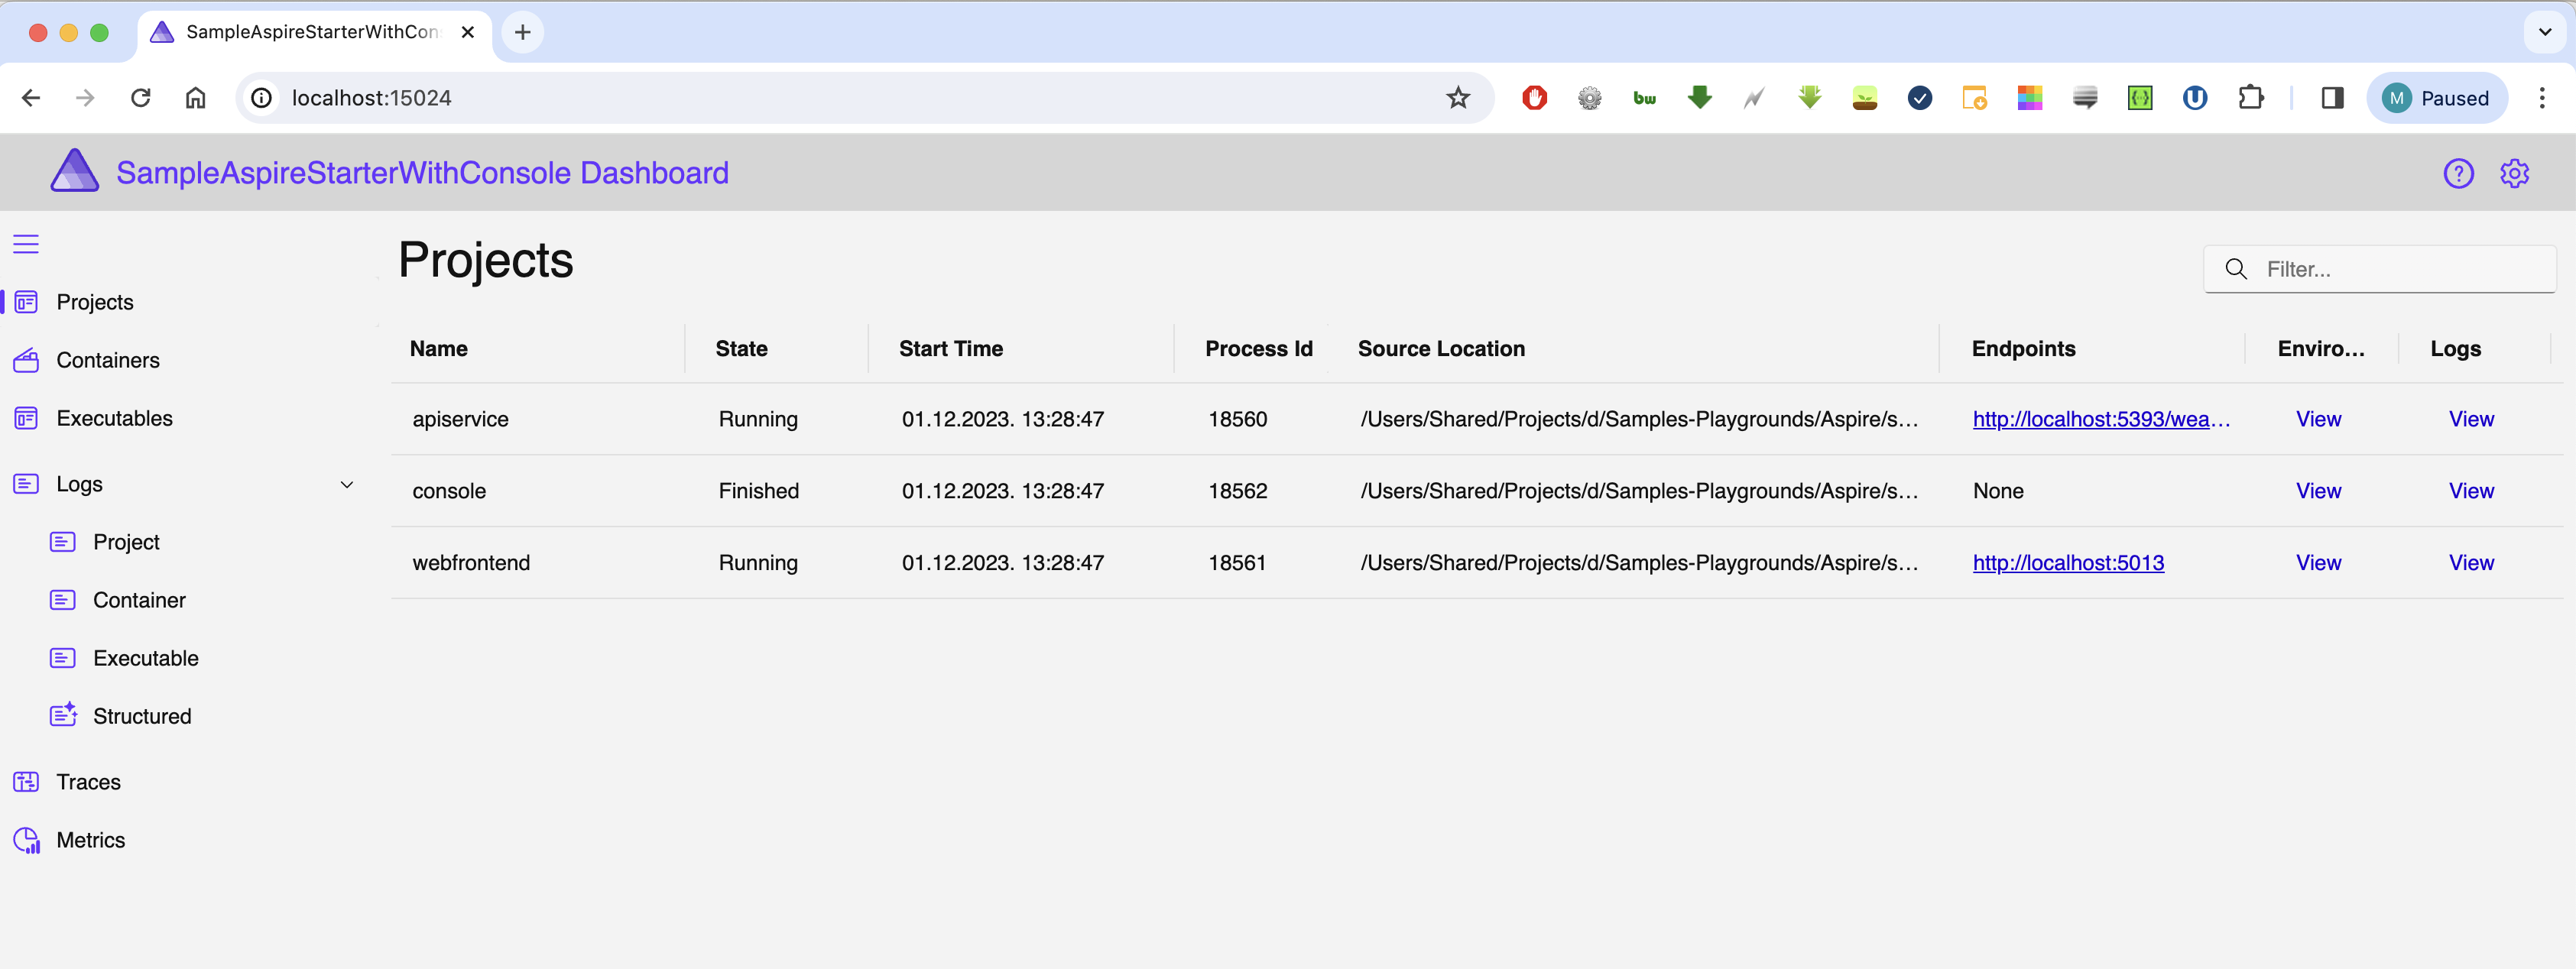 SampleAspireStarterWithCon
localhost:15024
bw
M Paused
SampleAspireStarterWithConsole Dashboard
Projects
Filter...
Projects
Containers
Executables
Logs
Project
Container
Executable
Structured
Traces
Metrics
Name State Start Time Process Id Source Location Endpoints Enviro... Logs
apiservice Running 01.12.2023. 13:28:47 18560 /Users/Shared/Projects/d/Samples-Playgrounds/Aspire/s... http://localhost:5393/wea... View View
console Finished 01.12.2023. 13:28:47 18562 /Users/Shared/Projects/d/Samples-Playgrounds/Aspire/s... None View View
webfrontend Running 01.12.2023. 13:28:47 18561 /Users/Shared/Projects/d/Samples-Playgrounds/Aspire/s... http://localhost:5013 View View